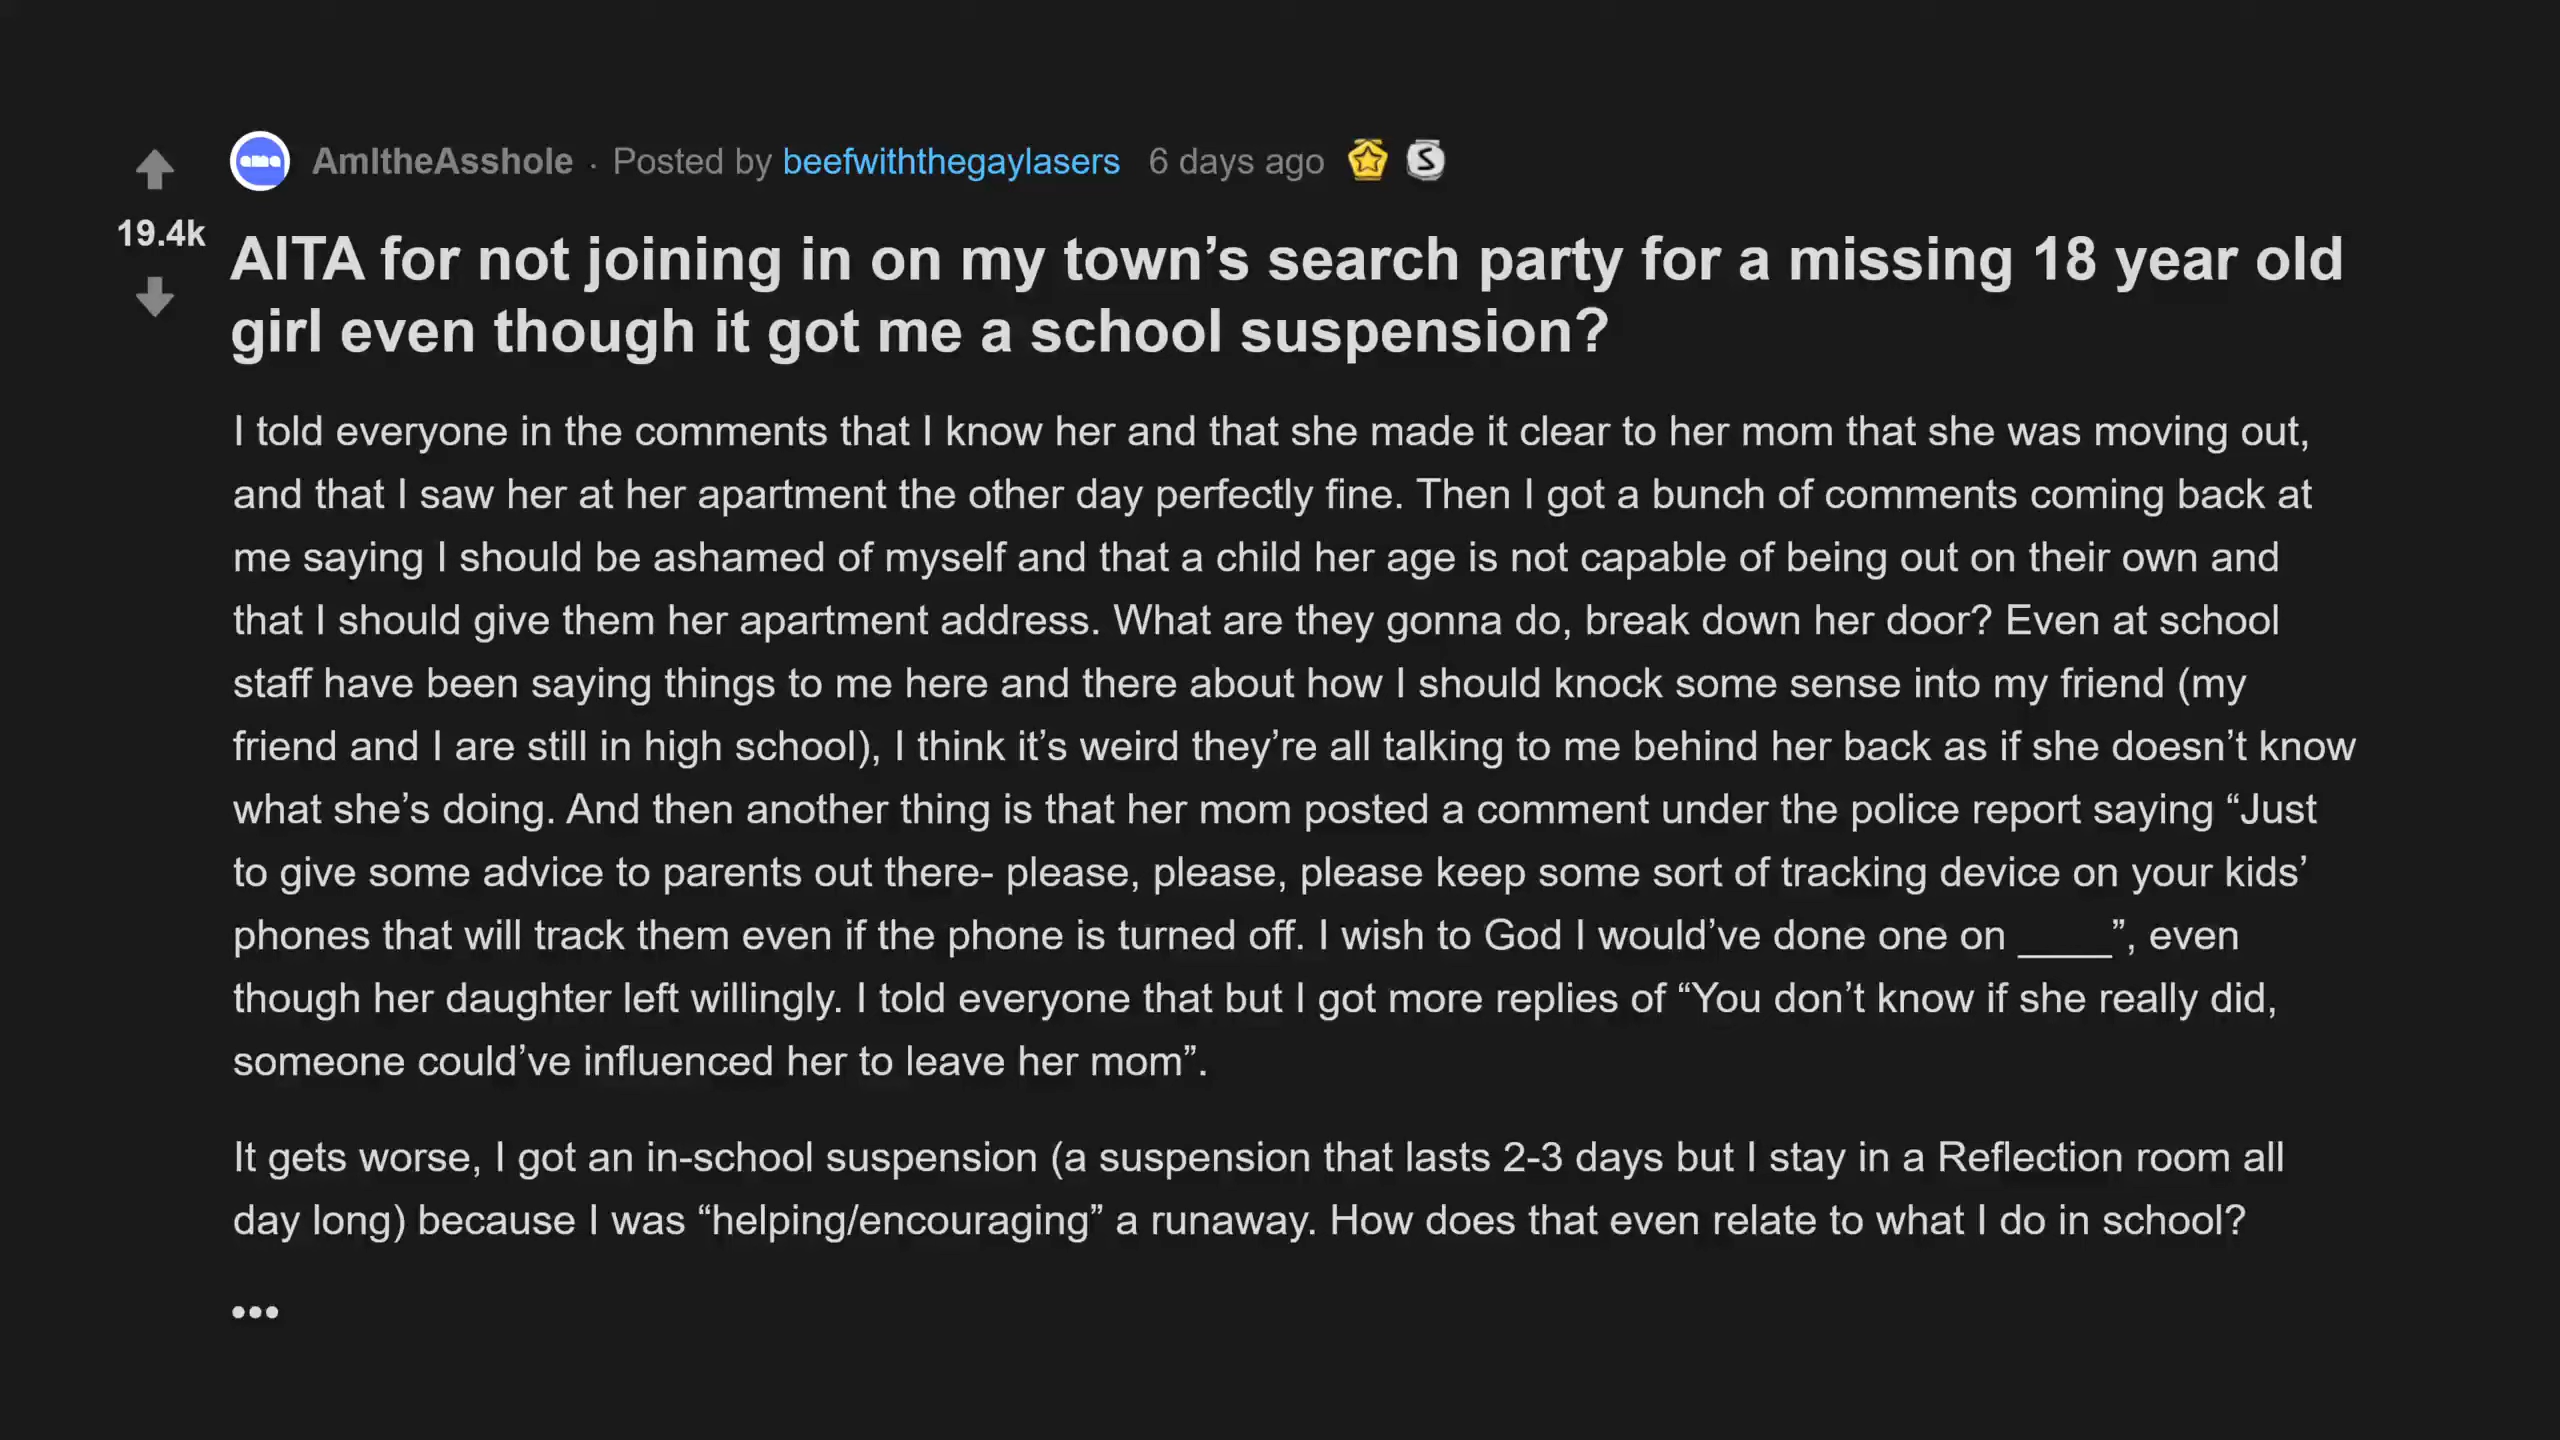 AmItheAsshole · Posted by beefwiththegaylasers 6 days ago
19.4k
AITA for not joining in on my town’s search party for a missing 18 year old
girl even though it got me a school suspension?
I told everyone in the comments that I know her and that she made it clear to her mom that she was moving out,
and that I saw her at her apartment the other day perfectly fine. Then I got a bunch of comments coming back at
me saying I should be ashamed of myself and that a child her age is not capable of being out on their own and
that I should give them her apartment address. What are they gonna do, break down her door? Even at school
staff have been saying things to me here and there about how I should knock some sense into my friend (my
friend and I are still in high school), I think it’s weird they’re all talking to me behind her back as if she doesn’t know
what she’s doing. And then another thing is that her mom posted a comment under the police report saying “Just
to give some advice to parents out there- please, please, please keep some sort of tracking device on your kids’
phones that will track them even if the phone is turned off. I wish to God I would’ve done one on ____”, even
though her daughter left willingly. I told everyone that but I got more replies of “You don’t know if she really did,
someone could’ve influenced her to leave her mom”.
It gets worse, I got an in-school suspension (a suspension that lasts 2-3 days but I stay in a Reflection room all
day long) because I was “helping/encouraging” a runaway. How does that even relate to what I do in school?
•••